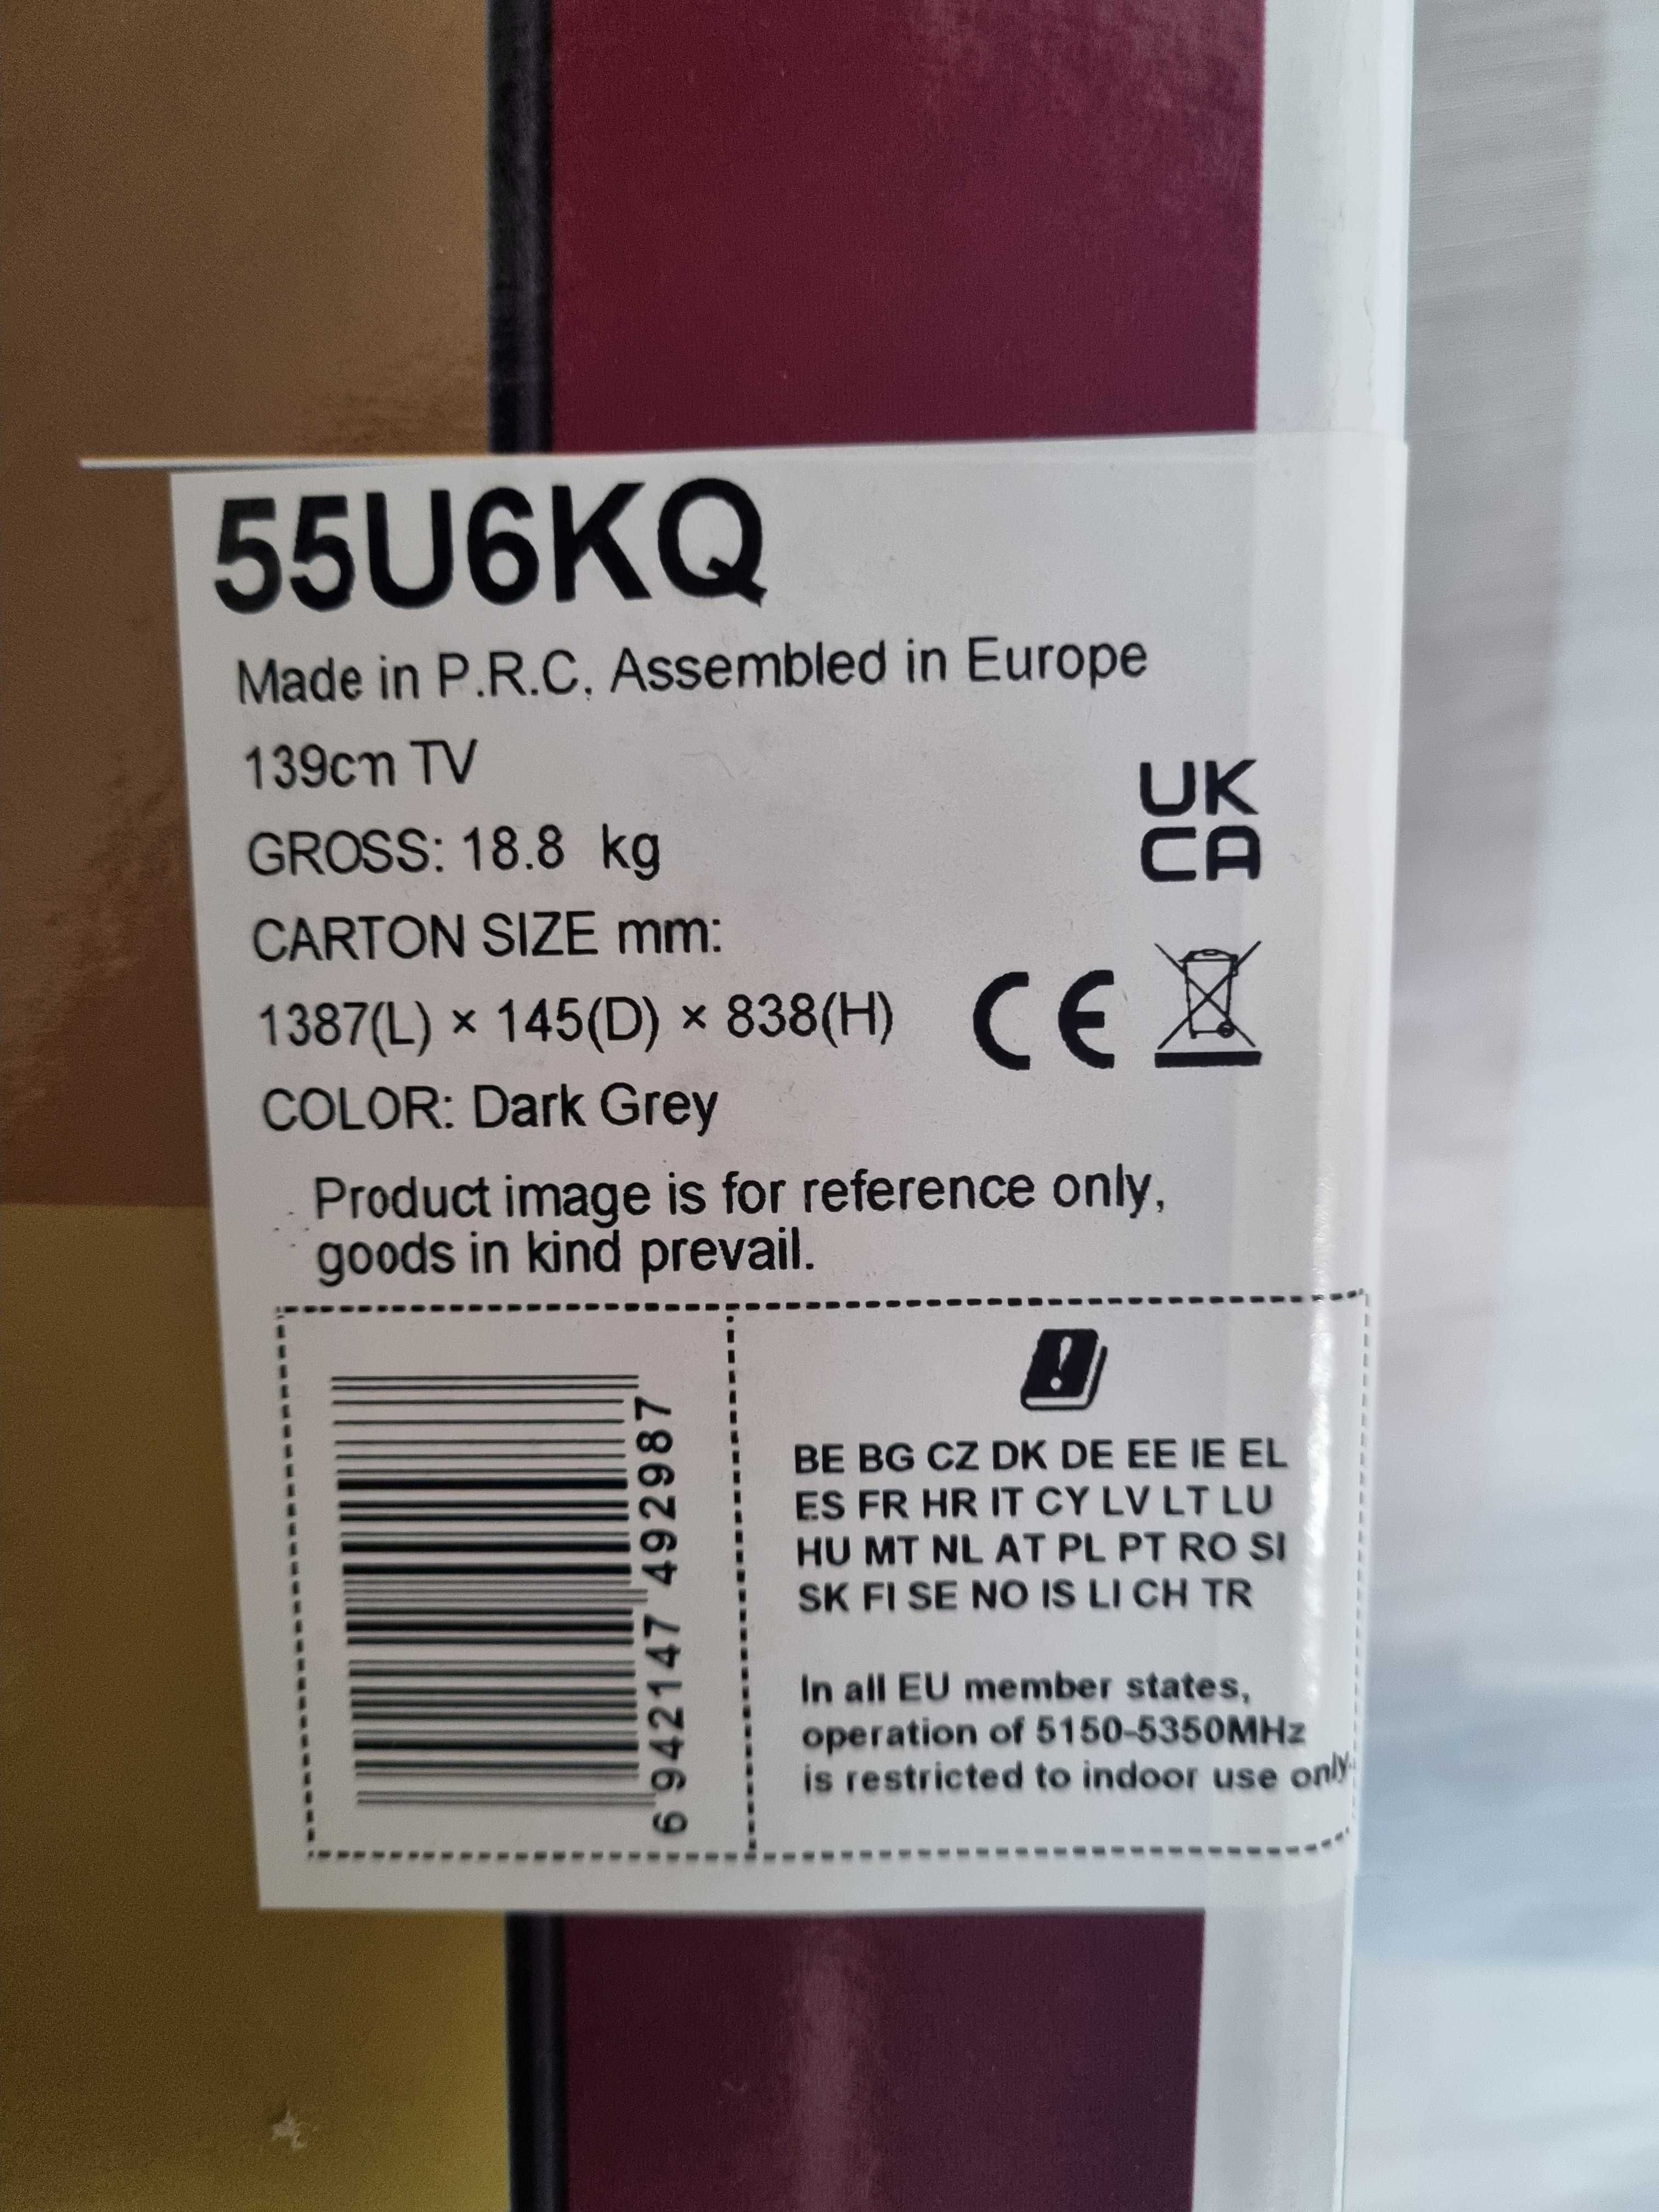 55U6KQ
Made in P.R.C, Assembled in Europe
139cm TV
GROSS: 18.8 kg
CARTON SIZE mm:
1387(L) × 145(D) × 838(H)
COLOR: Dark Grey
UK
CA
CE
Product image is for reference only,
goods in kind prevail.
6 942147 492987
BE BG CZ DK DE EE IE EL
ES FR HR IT CY LV LT LU
HU MT NL AT PL PT RO SI
SK FI SE NO IS LI CH TR
In all EU member states,
operation of 5150-5350MHz
is restricted to indoor use only.